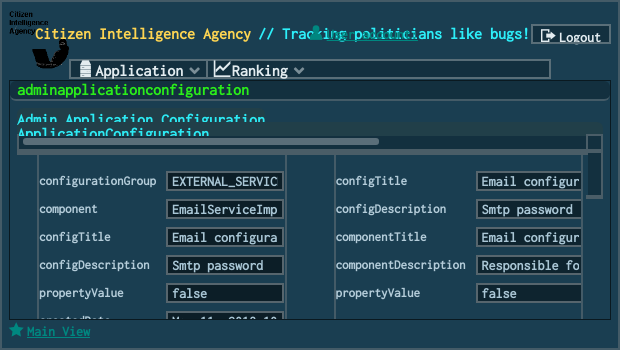 Citizen
Intelligence
Agency
Citizen Intelligence Agency // Tracking politicians like bugs!
Logout
Application Ranking
adminapplicationconfiguration
Admin Application Configuration
ApplicationConfiguration
configurationGroup EXTERNAL_SERVIC configTitle Email configur
component EmailServiceImp configDescription Smtp password
configTitle Email configura componentTitle Email configur
configDescription Smtp password componentDescription Responsible fo
propertyValue false propertyValue false
Main View